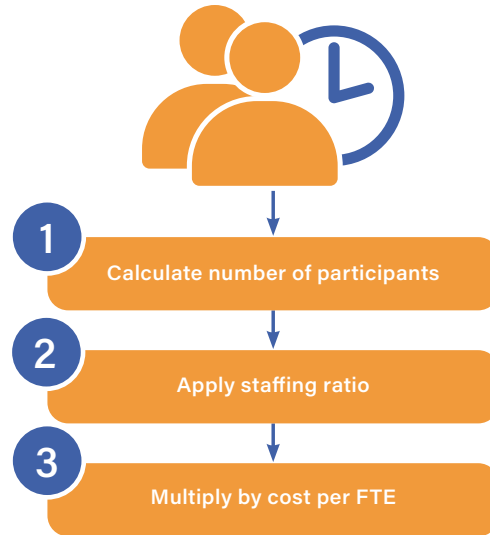 1
Calculate number of participants
2
Apply staffing ratio
3
Multiply by cost per FTE